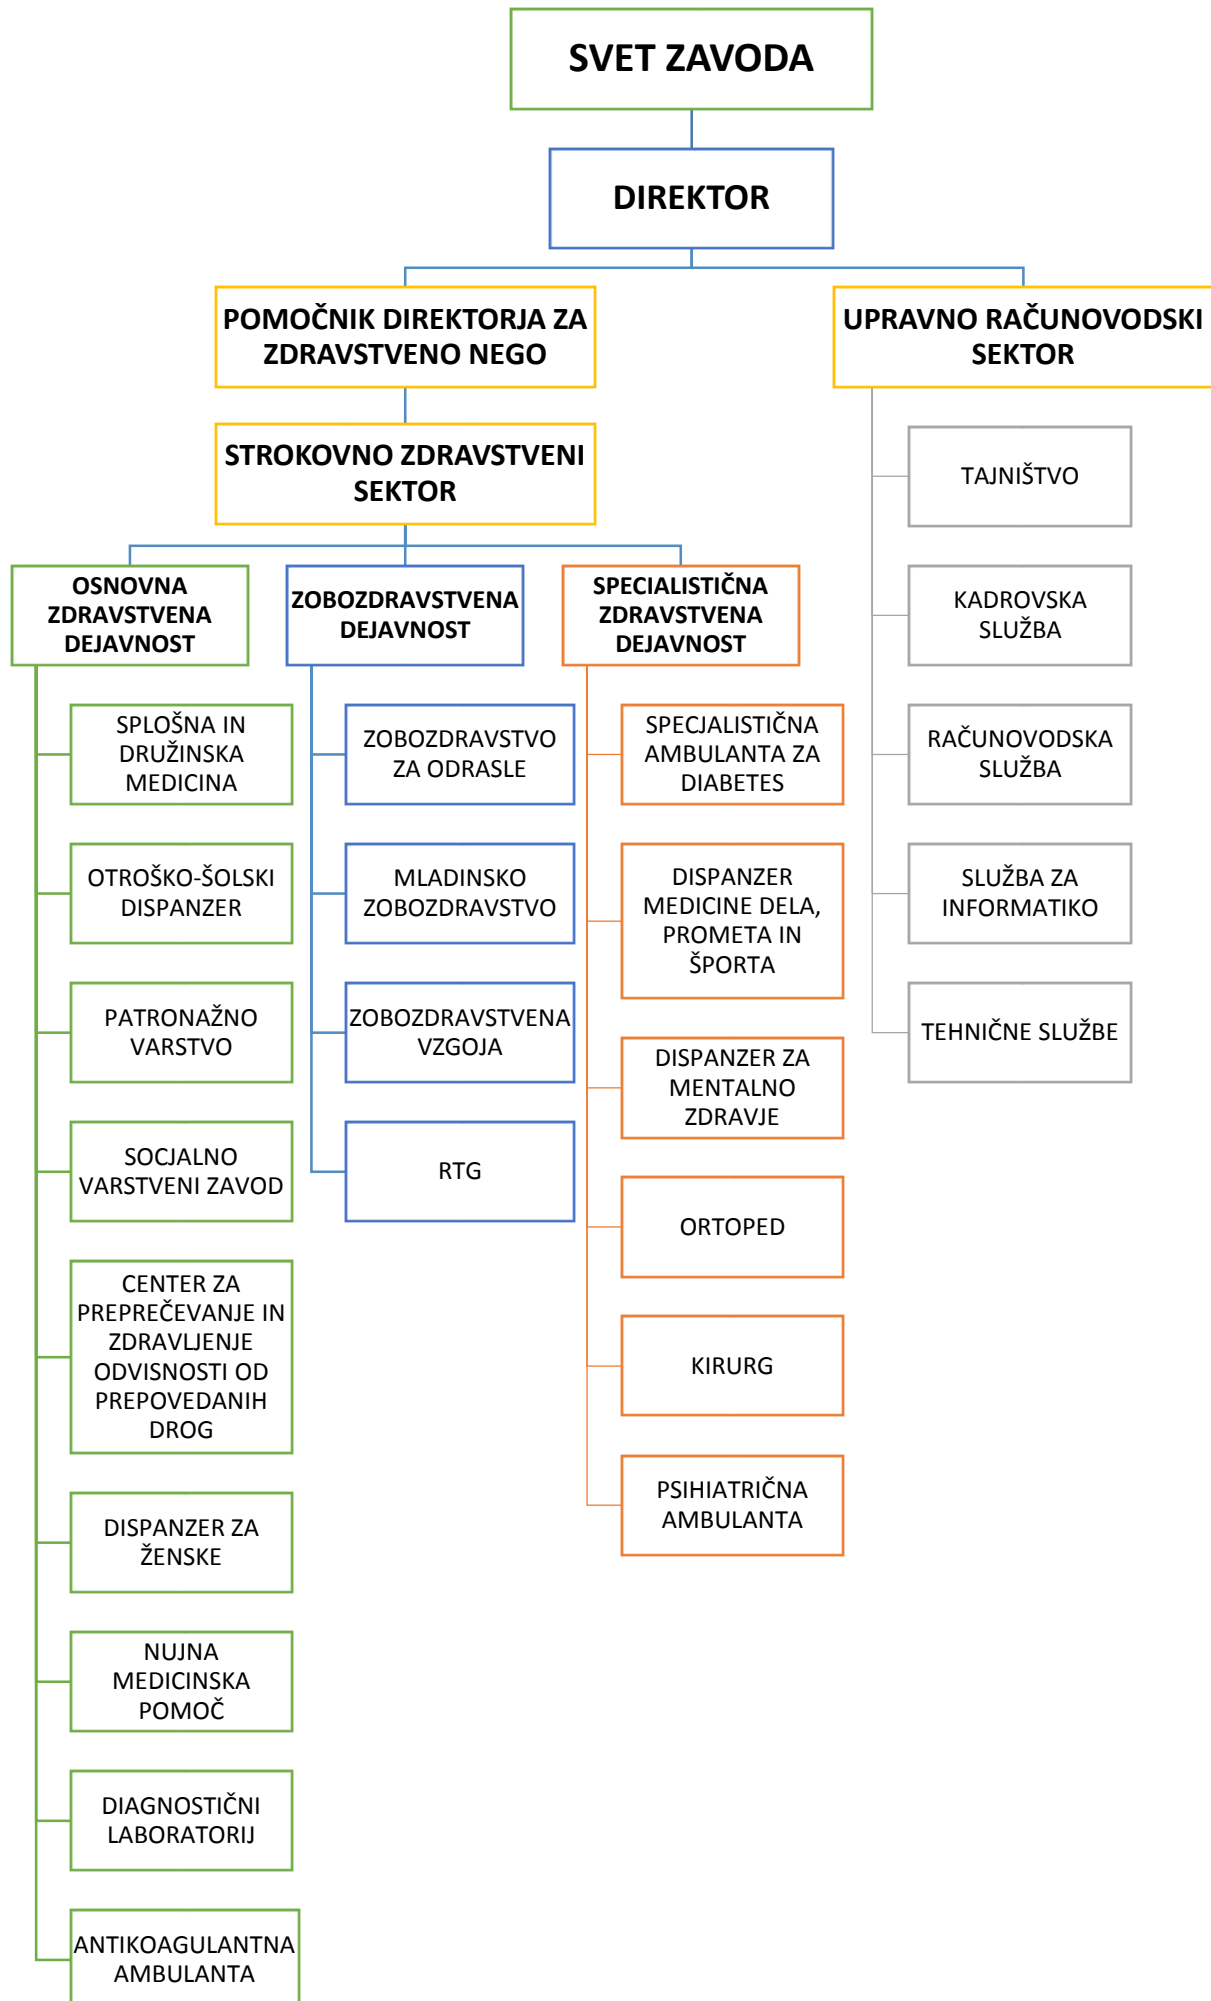 SVET ZAVODA
DIREKTOR
POMOČNIK DIREKTORJA ZA
ZDRAVSTVENO NEGO
UPRAVNO RAČUNOVODSKI
SEKTOR
STROKOVNO ZDRAVSTVENI
SEKTOR
OSNOVNA
ZDRAVSTVENA
DEJAVNOST
SPLOŠNA IN
DRUŽINSKA
MEDICINA
OTROŠKO-ŠOLSKI
DISPANZER
PATRONAŽNO
VARSTVO
SOCJALNO
VARSTVENI ZAVOD
CENTER ZA
PREPREČEVANJE IN
ZDRAVLJENJE
ODVISNOSTI OD
PREPOVEDANIH
DROG
DISPANZER ZA
ŽENSKE
NUJNA
MEDICINSKA
POMOČ
DIAGNOSTIČNI
LABORATORIJ
ANTIKOAGULANTNA
AMBULANTA
ZOBOZDRAVSTVENA
DEJAVNOST
ZOBOZDRAVSTVO
ZA ODRASLE
MLADINSKO
ZOBOZDRAVSTVO
ZOBOZDRAVSTVENA
VZGOJA
RTG
SPECIALISTIČNA
ZDRAVSTVENA
DEJAVNOST
SPECJALISTIČNA
AMBULANTA ZA
DIABETES
DISPANZER
MEDICINE DELA,
PROMETA IN
ŠPORTA
DISPANZER ZA
MENTALNO
ZDRAVJE
ORTOPED
KIRURG
PSIHIATRIČNA
AMBULANTA
TAJNIŠTVO
KADROVSKA
SLUŽBA
RAČUNOVODSKA
SLUŽBA
SLUŽBA ZA
INFORMATIKO
TEHNIČNE SLUŽBE